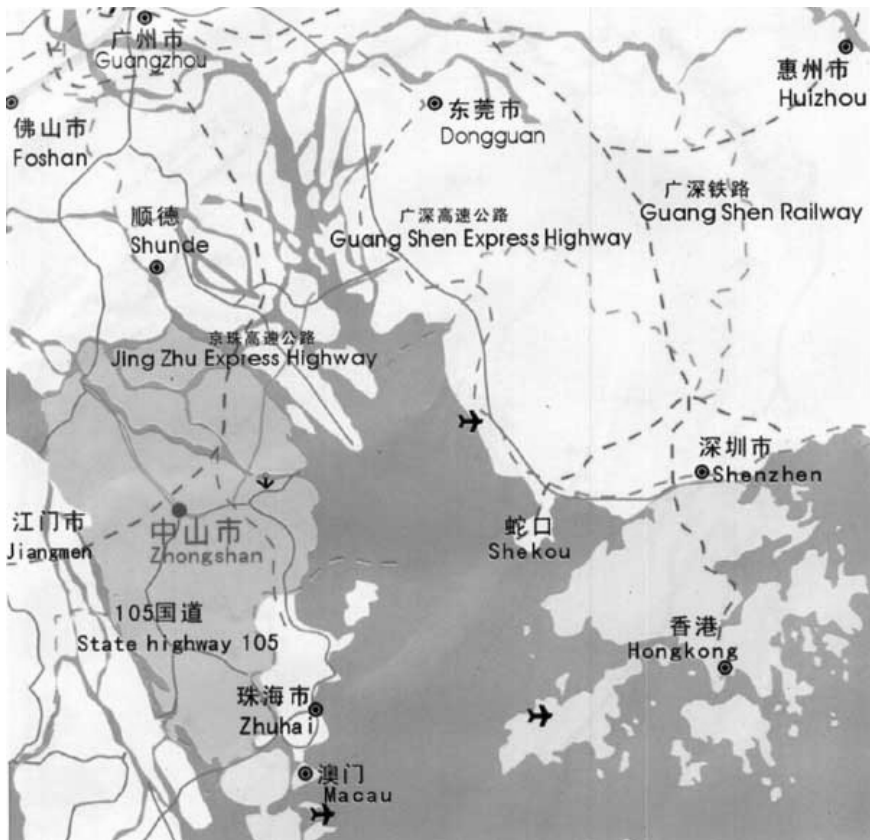 广州市
Guangzhou
惠州市
Huizhou
东莞市
Dongguan
佛山市
Foshan
广深铁路
Guang Shen Railway
顺德
Shunde
广深高速公路
Guang Shen Express Highway
京珠高速公路
Jing Zhu Express Highway
深圳市
Shenzhen
江门市
Jiangmen
中山市
Zhongshan
蛇口
Shekou
105国道
State highway 105
香港
Hongkong
珠海市
Zhuhai
澳门
Macau